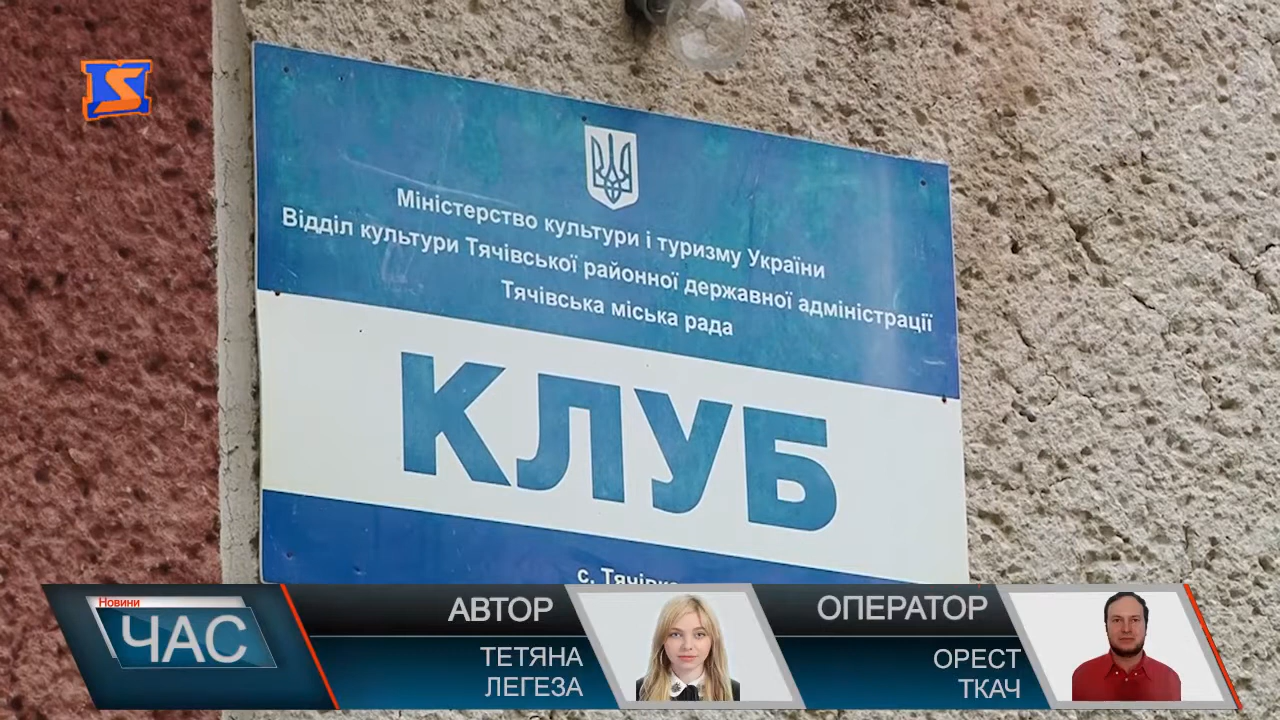 Міністерство культури і туризму України
Відділ культури Тячівської районної державної адміністрації
Тячівська міська рада
КЛУБ
с. Тячівка
Новини
ЧАС
АВТОР
ТЕТЯНА
ЛЕГЕЗА
ОПЕРАТОР
ОРЕСТ
ТКАЧ